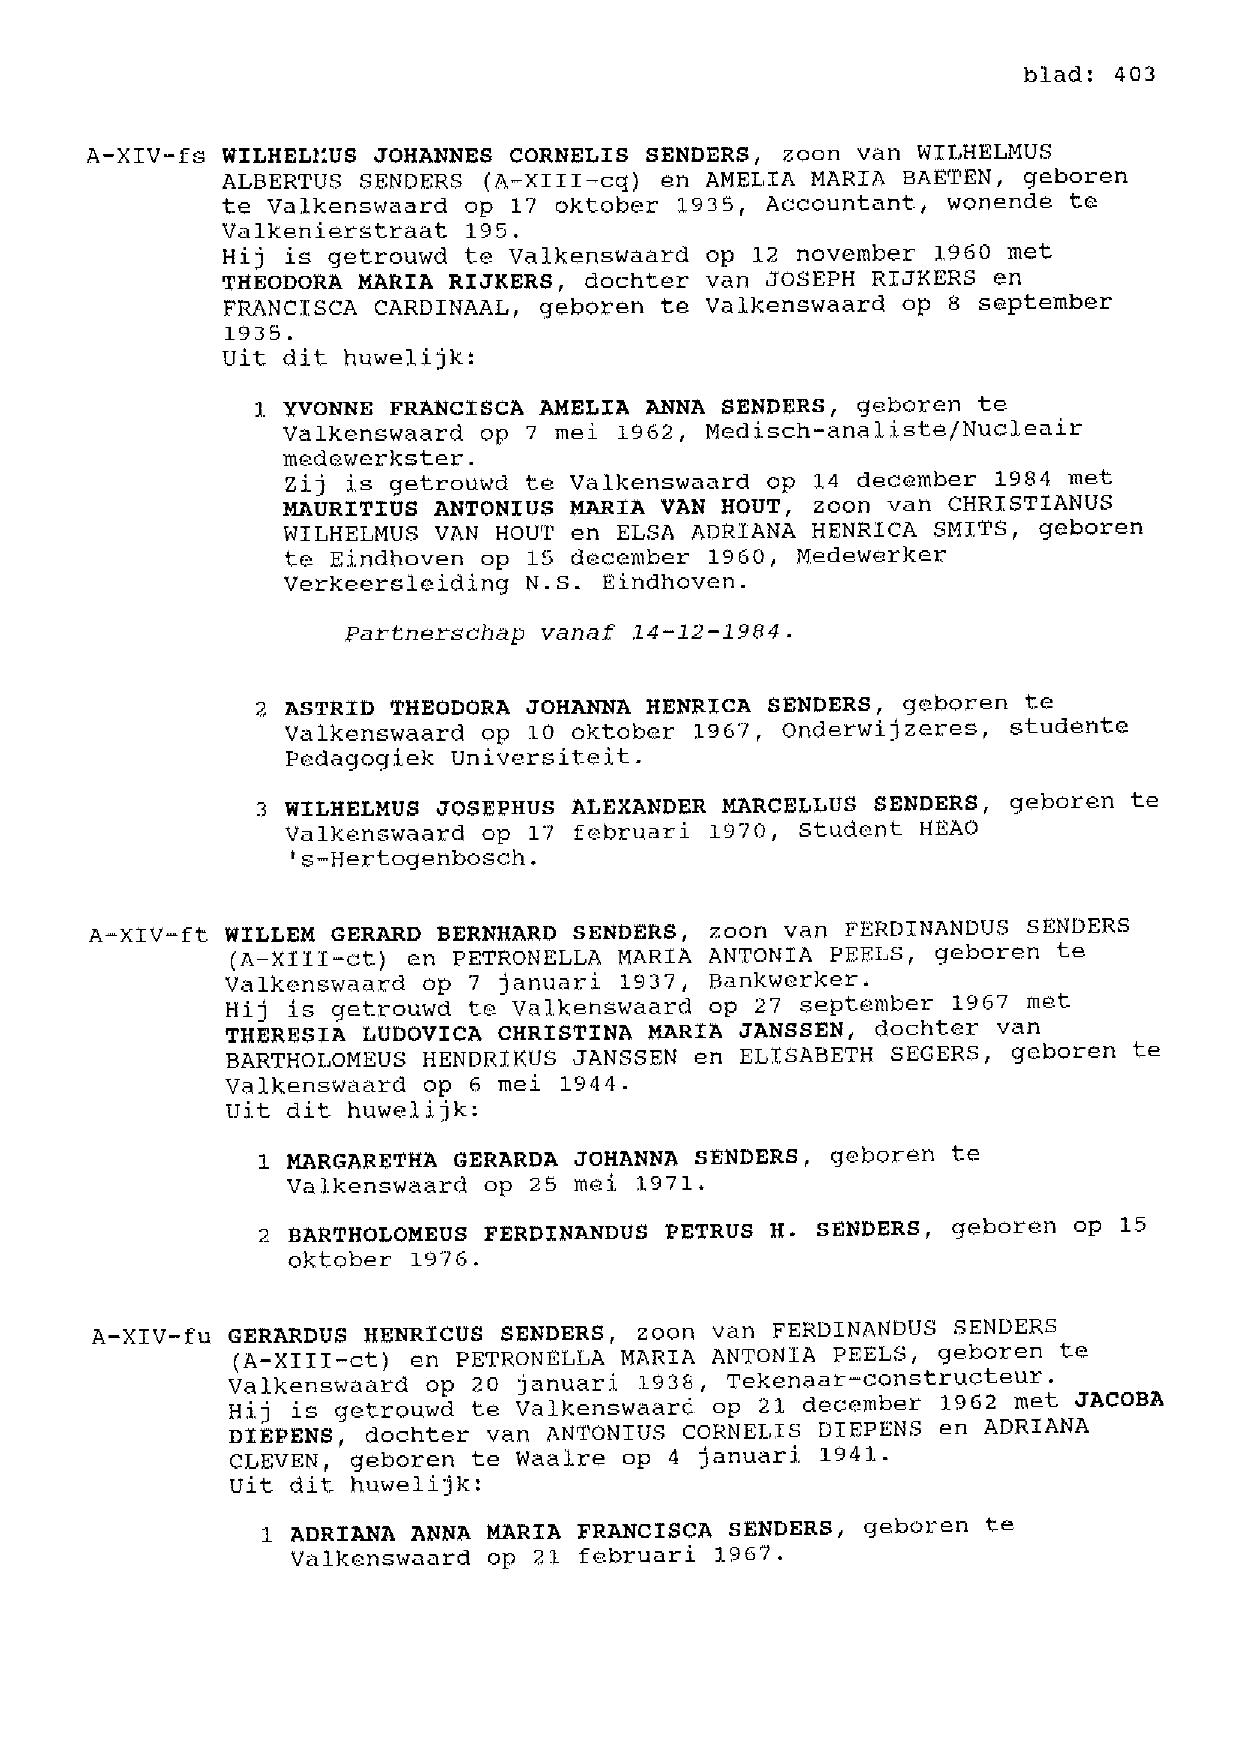 blad: 403
A-XIV-fs WILHELMUS JOHANNES CORNELIS SENDERS, zoon van WILHELMUS
ALBERTUS SENDERS (A-XIII-cq) en AMELIA MARIA BAETEN, geboren
te Valkenswaard op 17 oktober 1935, Accountant, wonende te
Valkenierstraat 195.
Hij is getrouwd te Valkenswaard op 12 november 1960 met
THEODORA MARIA RIJKERS, dochter van JOSEPH RIJKERS en
FRANCISCA CARDINAAL, geboren te Valkenswaard op 8 september
1935.
Uit dit huwelijk:
1 YVONNE FRANCISCA AMELIA ANNA SENDERS, geboren te
Valkenswaard op 7 mei 1962, Medisch-analiste/Nucleair
medewerkster.
Zij is getrouwd te Valkenswaard op 14 december 1984 met
MAURITIUS ANTONIUS MARIA VAN HOUT, zoon van CHRISTIANUS
WILHELMUS VAN HOUT en ELSA ADRIANA HENRICA SMITS, geboren
te Eindhoven op 15 december 1960, Medewerker
Verkeersleiding N.S. Eindhoven.
Partnerschap vanaf 14-12-1984.
2 ASTRID THEODORA JOHANNA HENRICA SENDERS, geboren te
Valkenswaard op 10 oktober 1967, Onderwijzeres, studente
Pedagogiek Universiteit.
3 WILHELMUS JOSEPHUS ALEXANDER MARCELLUS SENDERS, geboren te
Valkenswaard op 17 februari 1970, Student HEAO
's-Hertogenbosch.
A-XIV-ft WILLEM GERARD BERNHARD SENDERS, zoon van FERDINANDUS SENDERS
(A-XIII-ct) en PETRONELLA MARIA ANTONIA PEELS, geboren te
Valkenswaard op 7 januari 1937, Bankwerker.
Hij is getrouwd te Valkenswaard op 27 september 1967 met
THERESIA LUDOVICA CHRISTINA MARIA JANSSEN, dochter van
BARTHOLOMEUS HENDRIKUS JANSSEN en ELISABETH SEGERS, geboren te
Valkenswaard op 6 mei 1944.
Uit dit huwelijk:
1 MARGARETHA GERARDA JOHANNA SENDERS, geboren te
Valkenswaard op 25 mei 1971.
2 BARTHOLOMEUS FERDINANDUS PETRUS H. SENDERS, geboren op 15
oktober 1976.
A-XIV-fu GERARDUS HENRICUS SENDERS, zoon van FERDINANDUS SENDERS
(A-XIII-ct) en PETRONELLA MARIA ANTONIA PEELS, geboren te
Valkenswaard op 20 januari 1938, Tekenaar-constructeur.
Hij is getrouwd te Valkenswaard op 21 december 1962 met JACOBA
DIEPENS, dochter van ANTONIUS CORNELIS DIEPENS en ADRIANA
CLEVEN, geboren te Waalre op 4 januari 1941.
Uit dit huwelijk:
1 ADRIANA ANNA MARIA FRANCISCA SENDERS, geboren te
Valkenswaard op 21 februari 1967.